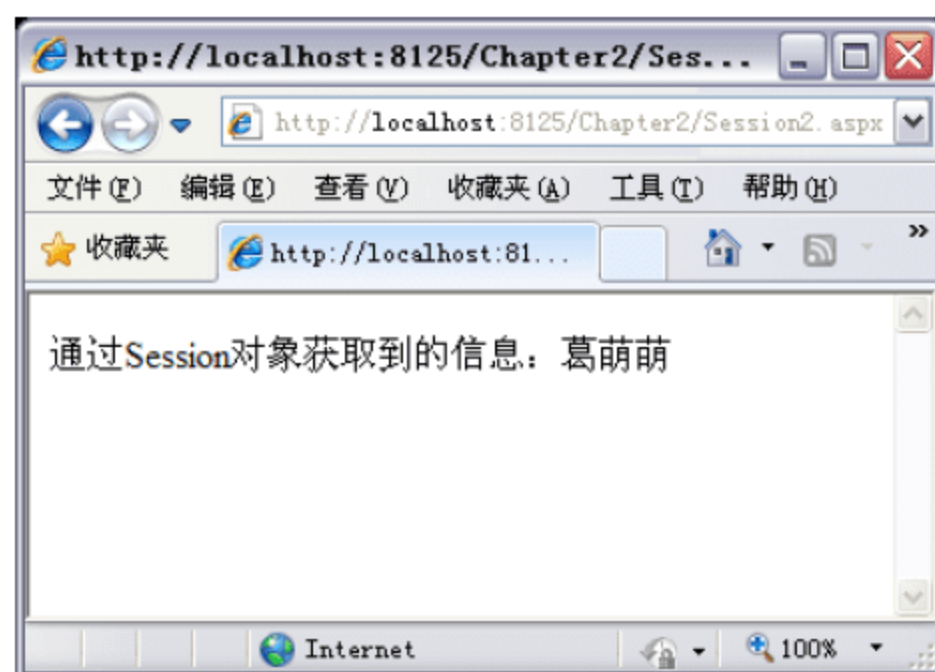 http://localhost:8125/Chapter2/Ses...
http://localhost:8125/Chapter2/Session2.aspx
文件(F) 编辑(E) 查看(V) 收藏夹(A) 工具(T) 帮助(H)
收藏夹 http://localhost:81... »
通过Session对象获取到的信息：葛萌萌
Internet 100%